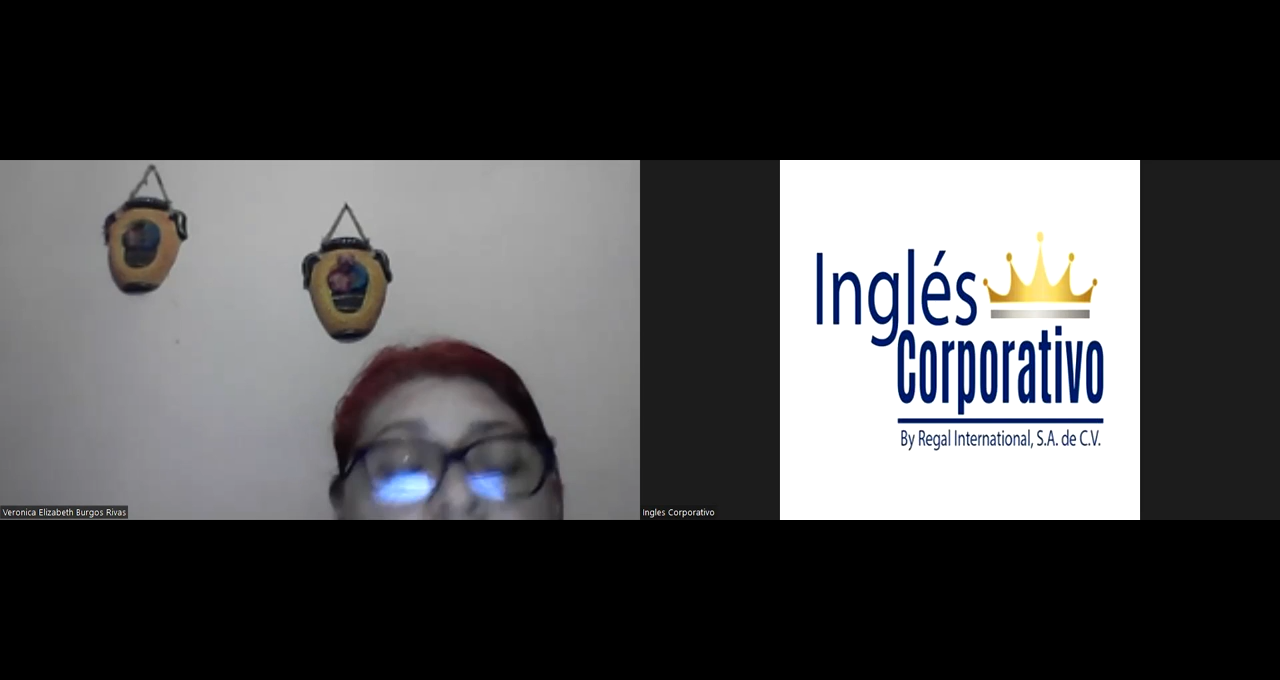 Inglés
Corporativo
By Regal International, S.A. de C.V.
Veronica Elizabeth Burgos Rivas
Ingles Corporativo